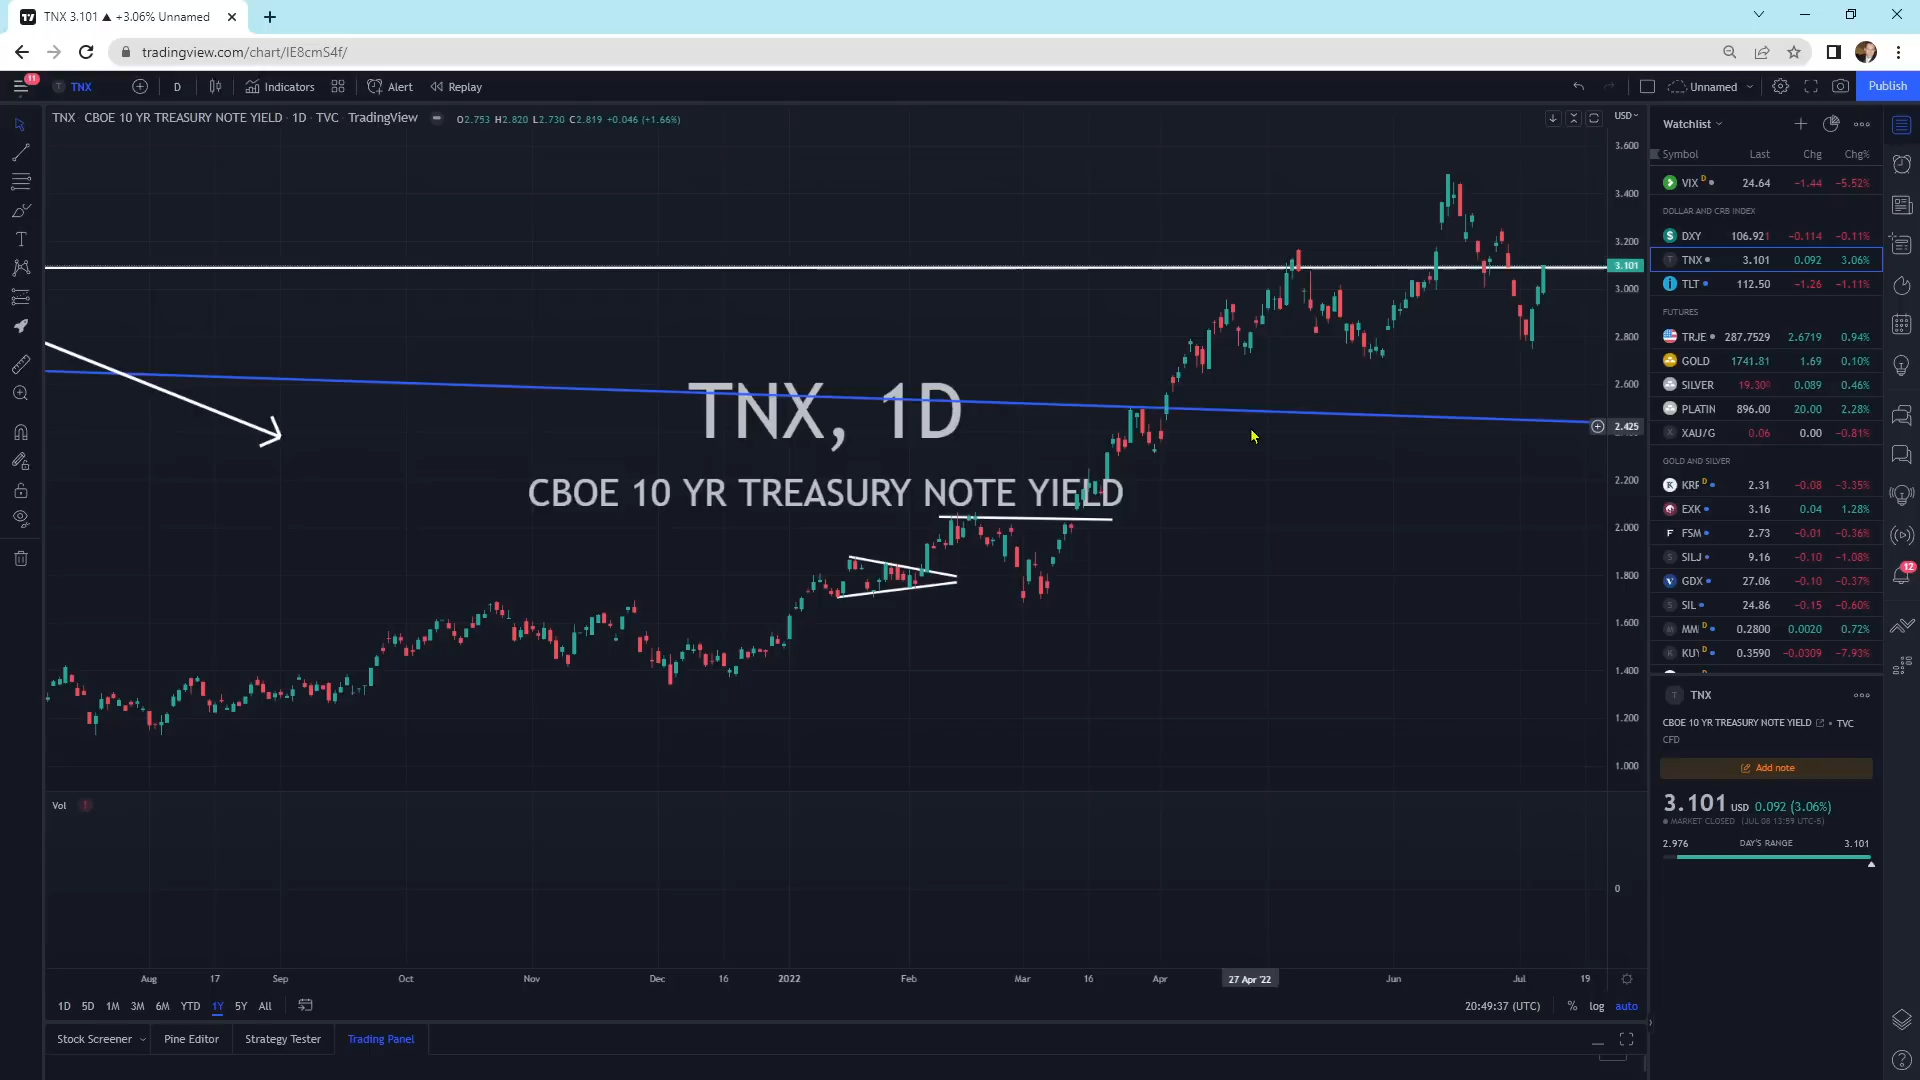 TNX 3.101 ▲ +3.06% Unnamed
tradingview.com/chart/IE8cmS4f/
11
TNX D Indicators Alert Replay Unnamed Publish
TNX CBOE 10 YR TREASURY NOTE YIELD · 1D · TVC · TradingView O2.753 H2.820 L2.730 C2.819 +0.046 (+1.66%)
USD
3.600
3.400
3.200
3.101
3.000
2.800
2.600
2.425
2.200
2.000
1.800
1.600
1.400
1.200
1.000
0
TNX, 1D
CBOE 10 YR TREASURY NOTE YIELD
Vol
Aug 17 Sep Oct Nov Dec 16 2022 Feb Mar 16 Apr 27 Apr '22 Jun Jul 19
1D 5D 1M 3M 6M YTD 1Y 5Y All
20:49:37 (UTC) % log auto
Stock Screener Pine Editor Strategy Tester Trading Panel
Watchlist
Symbol Last Chg Chg%
VIX D 24.64 −1.44 −5.52%
DOLLAR AND CRB INDEX
DXY 106.921 −0.114 −0.11%
TNX 3.101 0.092 3.06%
TLT 112.50 −1.26 −1.11%
FUTURES
TRJE 287.7529 2.6719 0.94%
GOLD 1741.81 1.69 0.10%
SILVER 19.300 0.089 0.46%
PLATIN 896.00 20.00 2.28%
XAU/G 0.06 0.00 −0.81%
GOLD AND SILVER
KRF D 2.31 −0.08 −3.35%
EXK 3.16 0.04 1.28%
FSM 2.73 −0.01 −0.36%
SILJ 9.16 −0.10 −1.08%
GDX 27.06 −0.10 −0.37%
SIL 24.86 −0.15 −0.60%
MMI D 0.2800 0.0020 0.72%
KUY D 0.3590 −0.0309 −7.93%
12
TNX
CBOE 10 YR TREASURY NOTE YIELD • TVC
CFD
Add note
3.101 USD 0.092 (3.06%)
MARKET CLOSED (JUL 08 13:59 UTC-5)
2.976 DAY'S RANGE 3.101